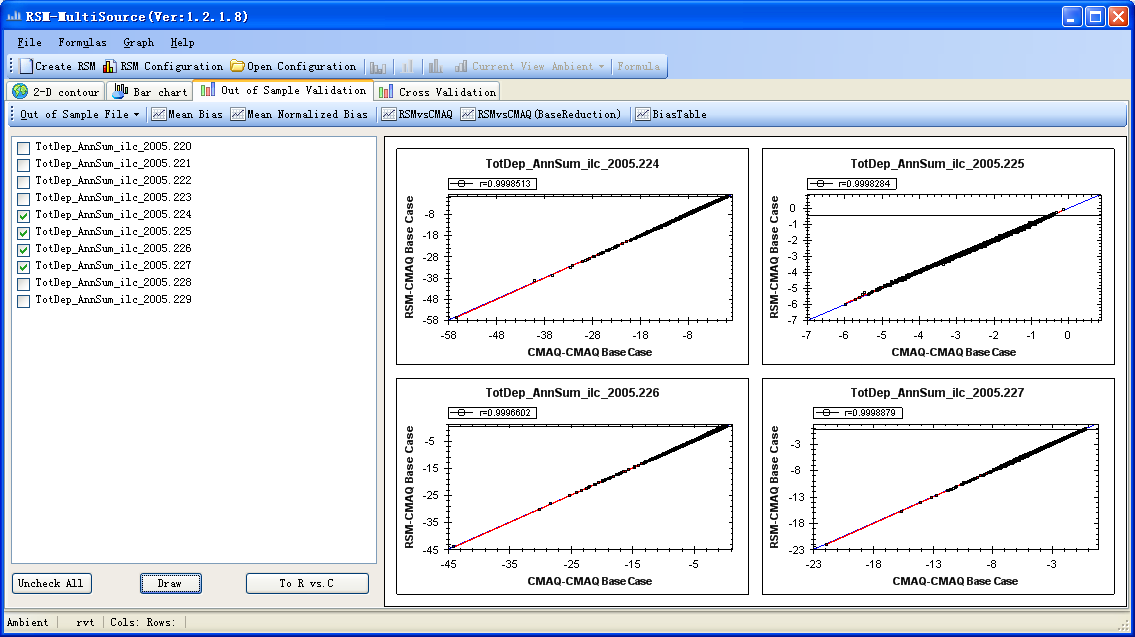 RSM-MultiSource(Ver:1.2.1.8)
File Formulas Graph Help
Create RSM RSM Configuration Open Configuration Current View Ambient Formula
2-D contour Bar chart Out of Sample Validation Cross Validation
Out of Sample File Mean Bias Mean Normalized Bias RSMvsCMAQ RSMvsCMAQ(BaseReduction) BiasTable
TotDep_AnnSum_ilc_2005.220
TotDep_AnnSum_ilc_2005.221
TotDep_AnnSum_ilc_2005.222
TotDep_AnnSum_ilc_2005.223
TotDep_AnnSum_ilc_2005.224
TotDep_AnnSum_ilc_2005.225
TotDep_AnnSum_ilc_2005.226
TotDep_AnnSum_ilc_2005.227
TotDep_AnnSum_ilc_2005.228
TotDep_AnnSum_ilc_2005.229
Uncheck All Draw To R vs.C
TotDep_AnnSum_ilc_2005.224
r=0.9998513
RSM-CMAQ Base Case
-8
-18
-28
-38
-48
-58
-58 -48 -38 -28 -18 -8
CMAQ-CMAQ Base Case
TotDep_AnnSum_ilc_2005.225
r=0.9998284
RSM-CMAQ Base Case
0
-1
-2
-3
-4
-5
-6
-7
-7 -6 -5 -4 -3 -2 -1 0
CMAQ-CMAQ Base Case
TotDep_AnnSum_ilc_2005.226
r=0.9996602
RSM-CMAQ Base Case
-5
-15
-25
-35
-45
-45 -35 -25 -15 -5
CMAQ-CMAQ Base Case
TotDep_AnnSum_ilc_2005.227
r=0.9998879
RSM-CMAQ Base Case
-3
-8
-13
-18
-23
-23 -18 -13 -8 -3
CMAQ-CMAQ Base Case
Ambient rvt Cols: Rows: